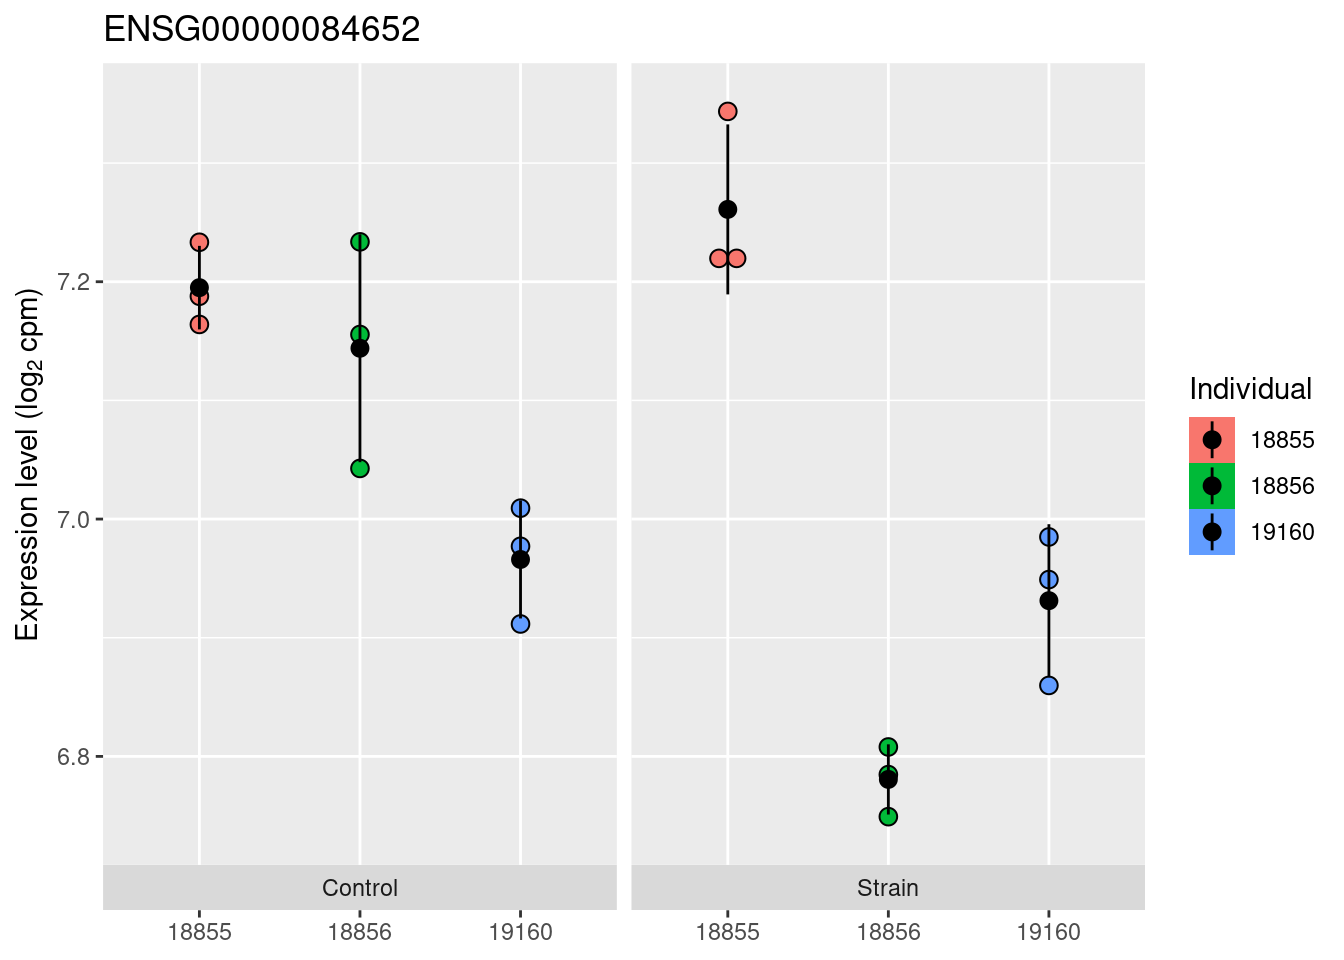 ENSG00000084652
Expression level (log₂ cpm)
7.2
7.0
6.8
Control
Strain
18855
18856
19160
18855
18856
19160
Individual
18855
18856
19160